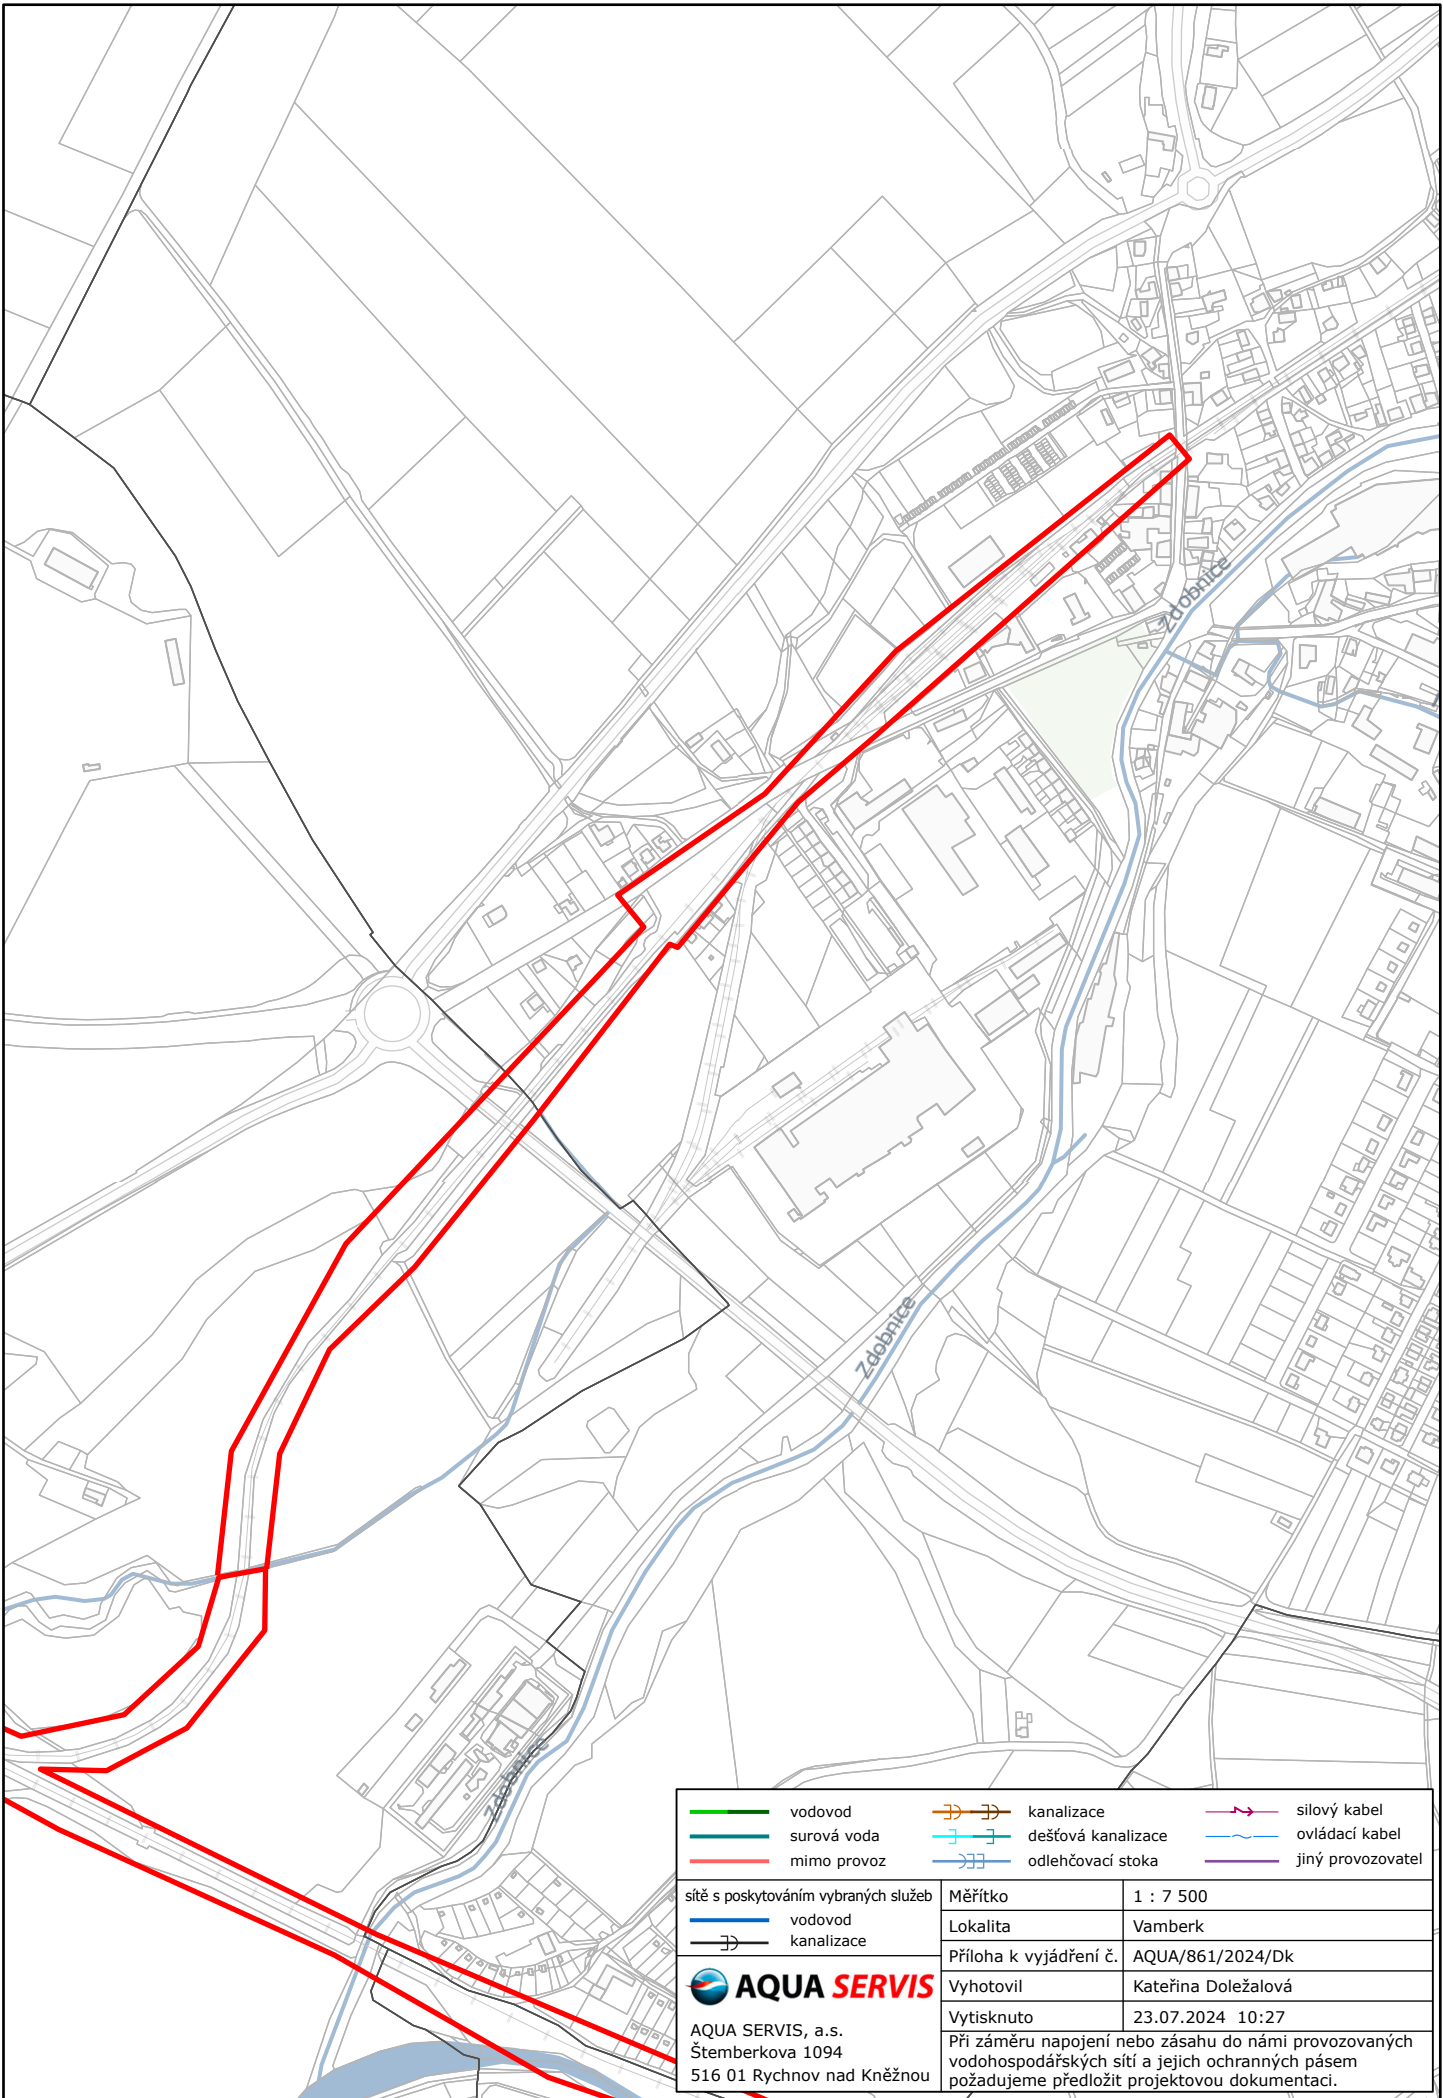 Zdobnice
Zdobnice
Zdobnice
vodovod
surová voda
mimo provoz
kanalizace
dešťová kanalizace
odlehčovací stoka
silový kabel
ovládací kabel
jiný provozovatel
sítě s poskytováním vybraných služeb
vodovod
kanalizace
AQUA SERVIS
AQUA SERVIS, a.s.
Štemberkova 1094
516 01 Rychnov nad Kněžnou
Měřítko 1 : 7 500
Lokalita Vamberk
Příloha k vyjádření č. AQUA/861/2024/Dk
Vyhotovil Kateřina Doležalová
Vytisknuto 23.07.2024 10:27
Při záměru napojení nebo zásahu do námi provozovaných
vodohospodářských sítí a jejich ochranných pásem
požadujeme předložit projektovou dokumentaci.